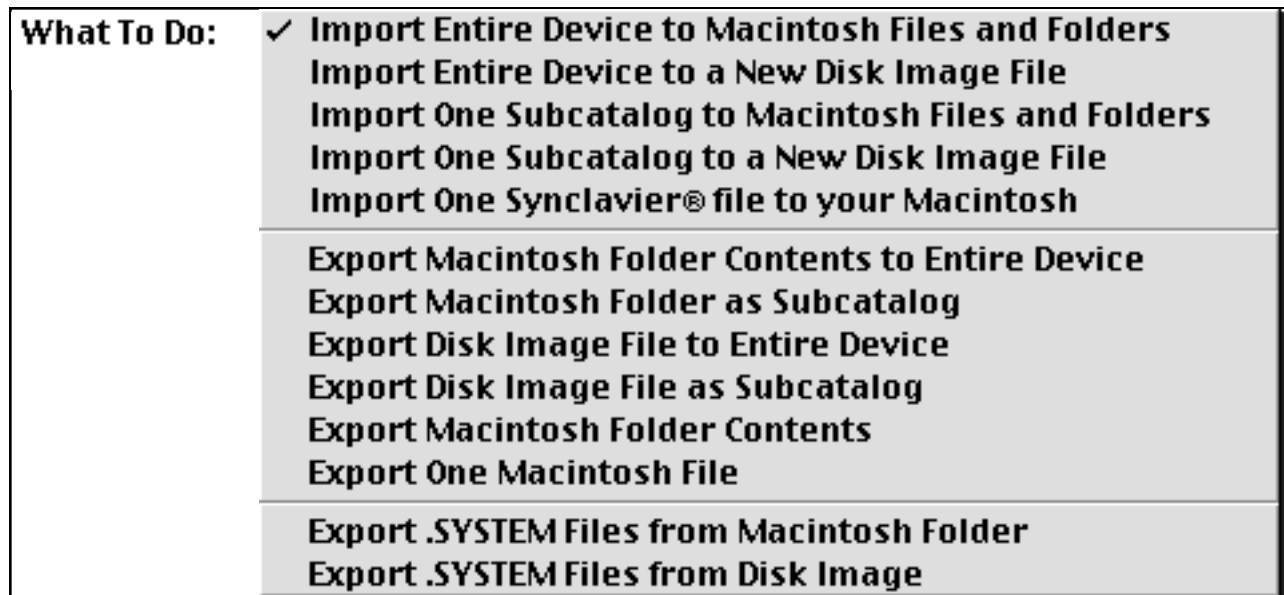 What To Do: ✓ Import Entire Device to Macintosh Files and Folders
Import Entire Device to a New Disk Image File
Import One Subcatalog to Macintosh Files and Folders
Import One Subcatalog to a New Disk Image File
Import One Synclavier® file to your Macintosh
Export Macintosh Folder Contents to Entire Device
Export Macintosh Folder as Subcatalog
Export Disk Image File to Entire Device
Export Disk Image File as Subcatalog
Export Macintosh Folder Contents
Export One Macintosh File
Export .SYSTEM Files from Macintosh Folder
Export .SYSTEM Files from Disk Image